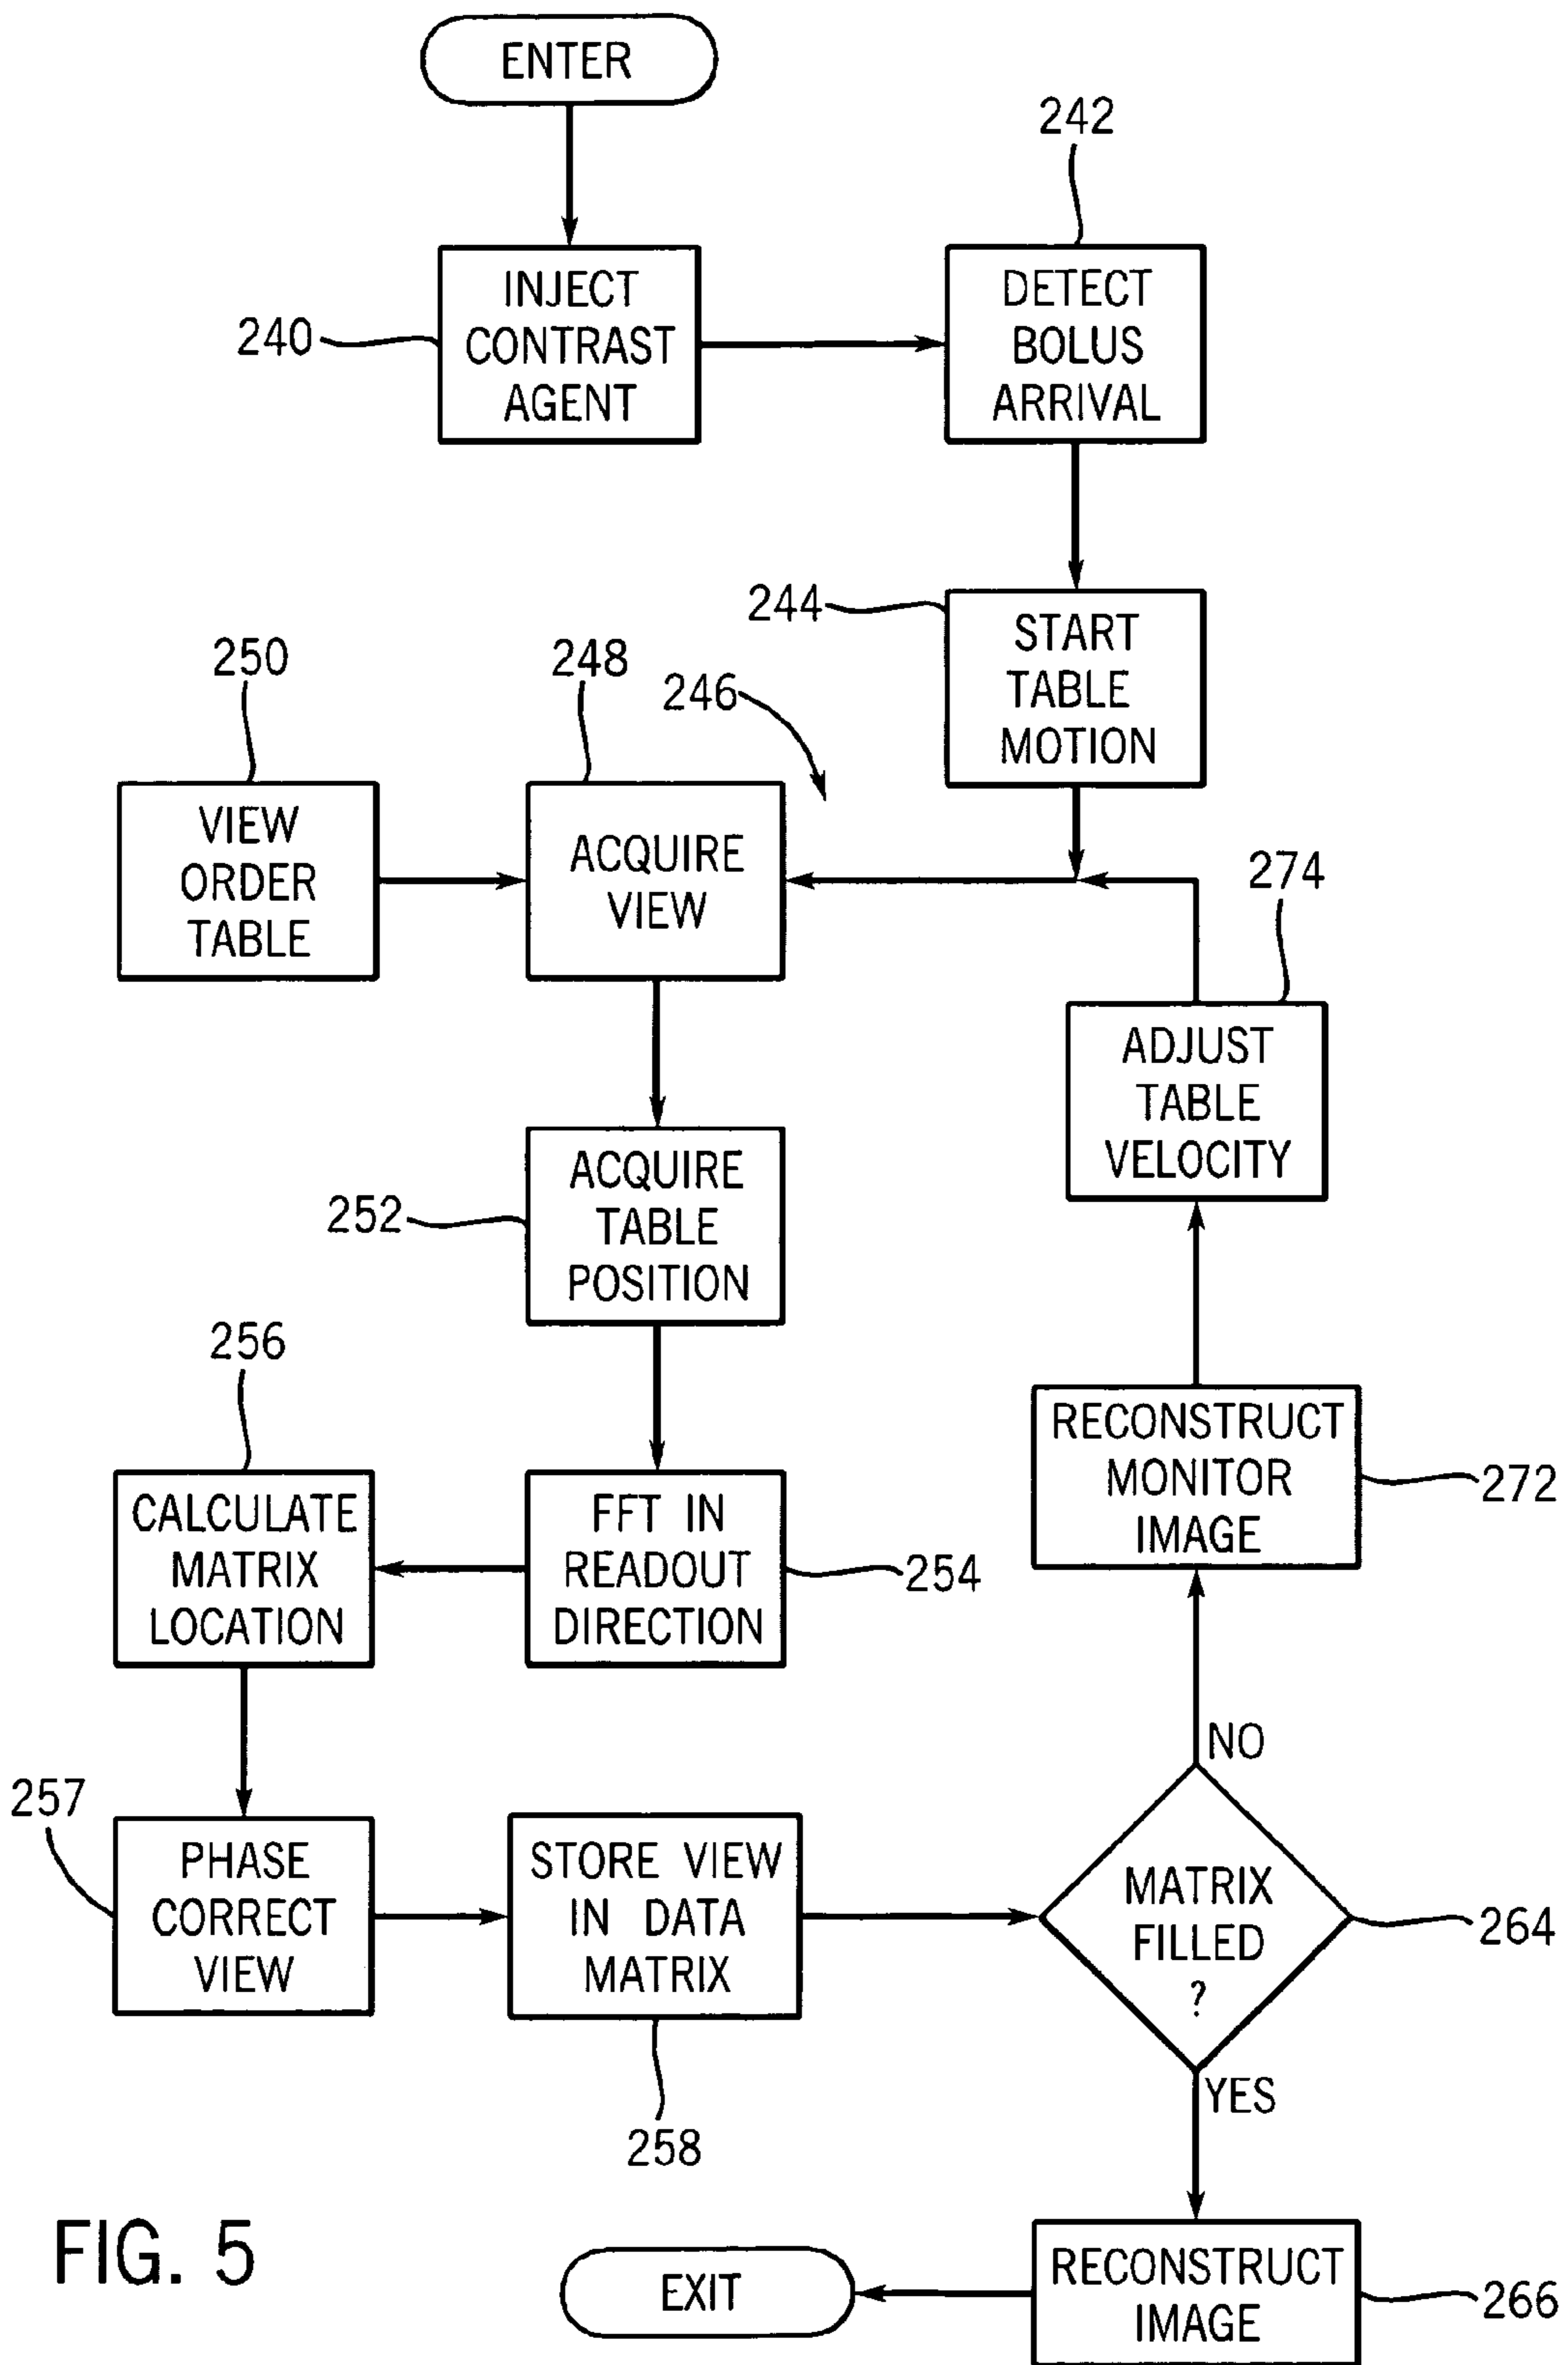 ENTER
242
INJECT
CONTRAST
AGENT
240
DETECT
BOLUS
ARRIVAL
244
START
TABLE
MOTION
250
248
246
VIEW
ORDER
TABLE
ACQUIRE
VIEW
274
ADJUST
TABLE
VELOCITY
252
ACQUIRE
TABLE
POSITION
256
CALCULATE
MATRIX
LOCATION
FFT IN
READOUT
DIRECTION
254
RECONSTRUCT
MONITOR
IMAGE
272
NO
257
PHASE
CORRECT
VIEW
STORE VIEW
IN DATA
MATRIX
258
MATRIX
FILLED
?
264
YES
FIG. 5
EXIT
RECONSTRUCT
IMAGE
266